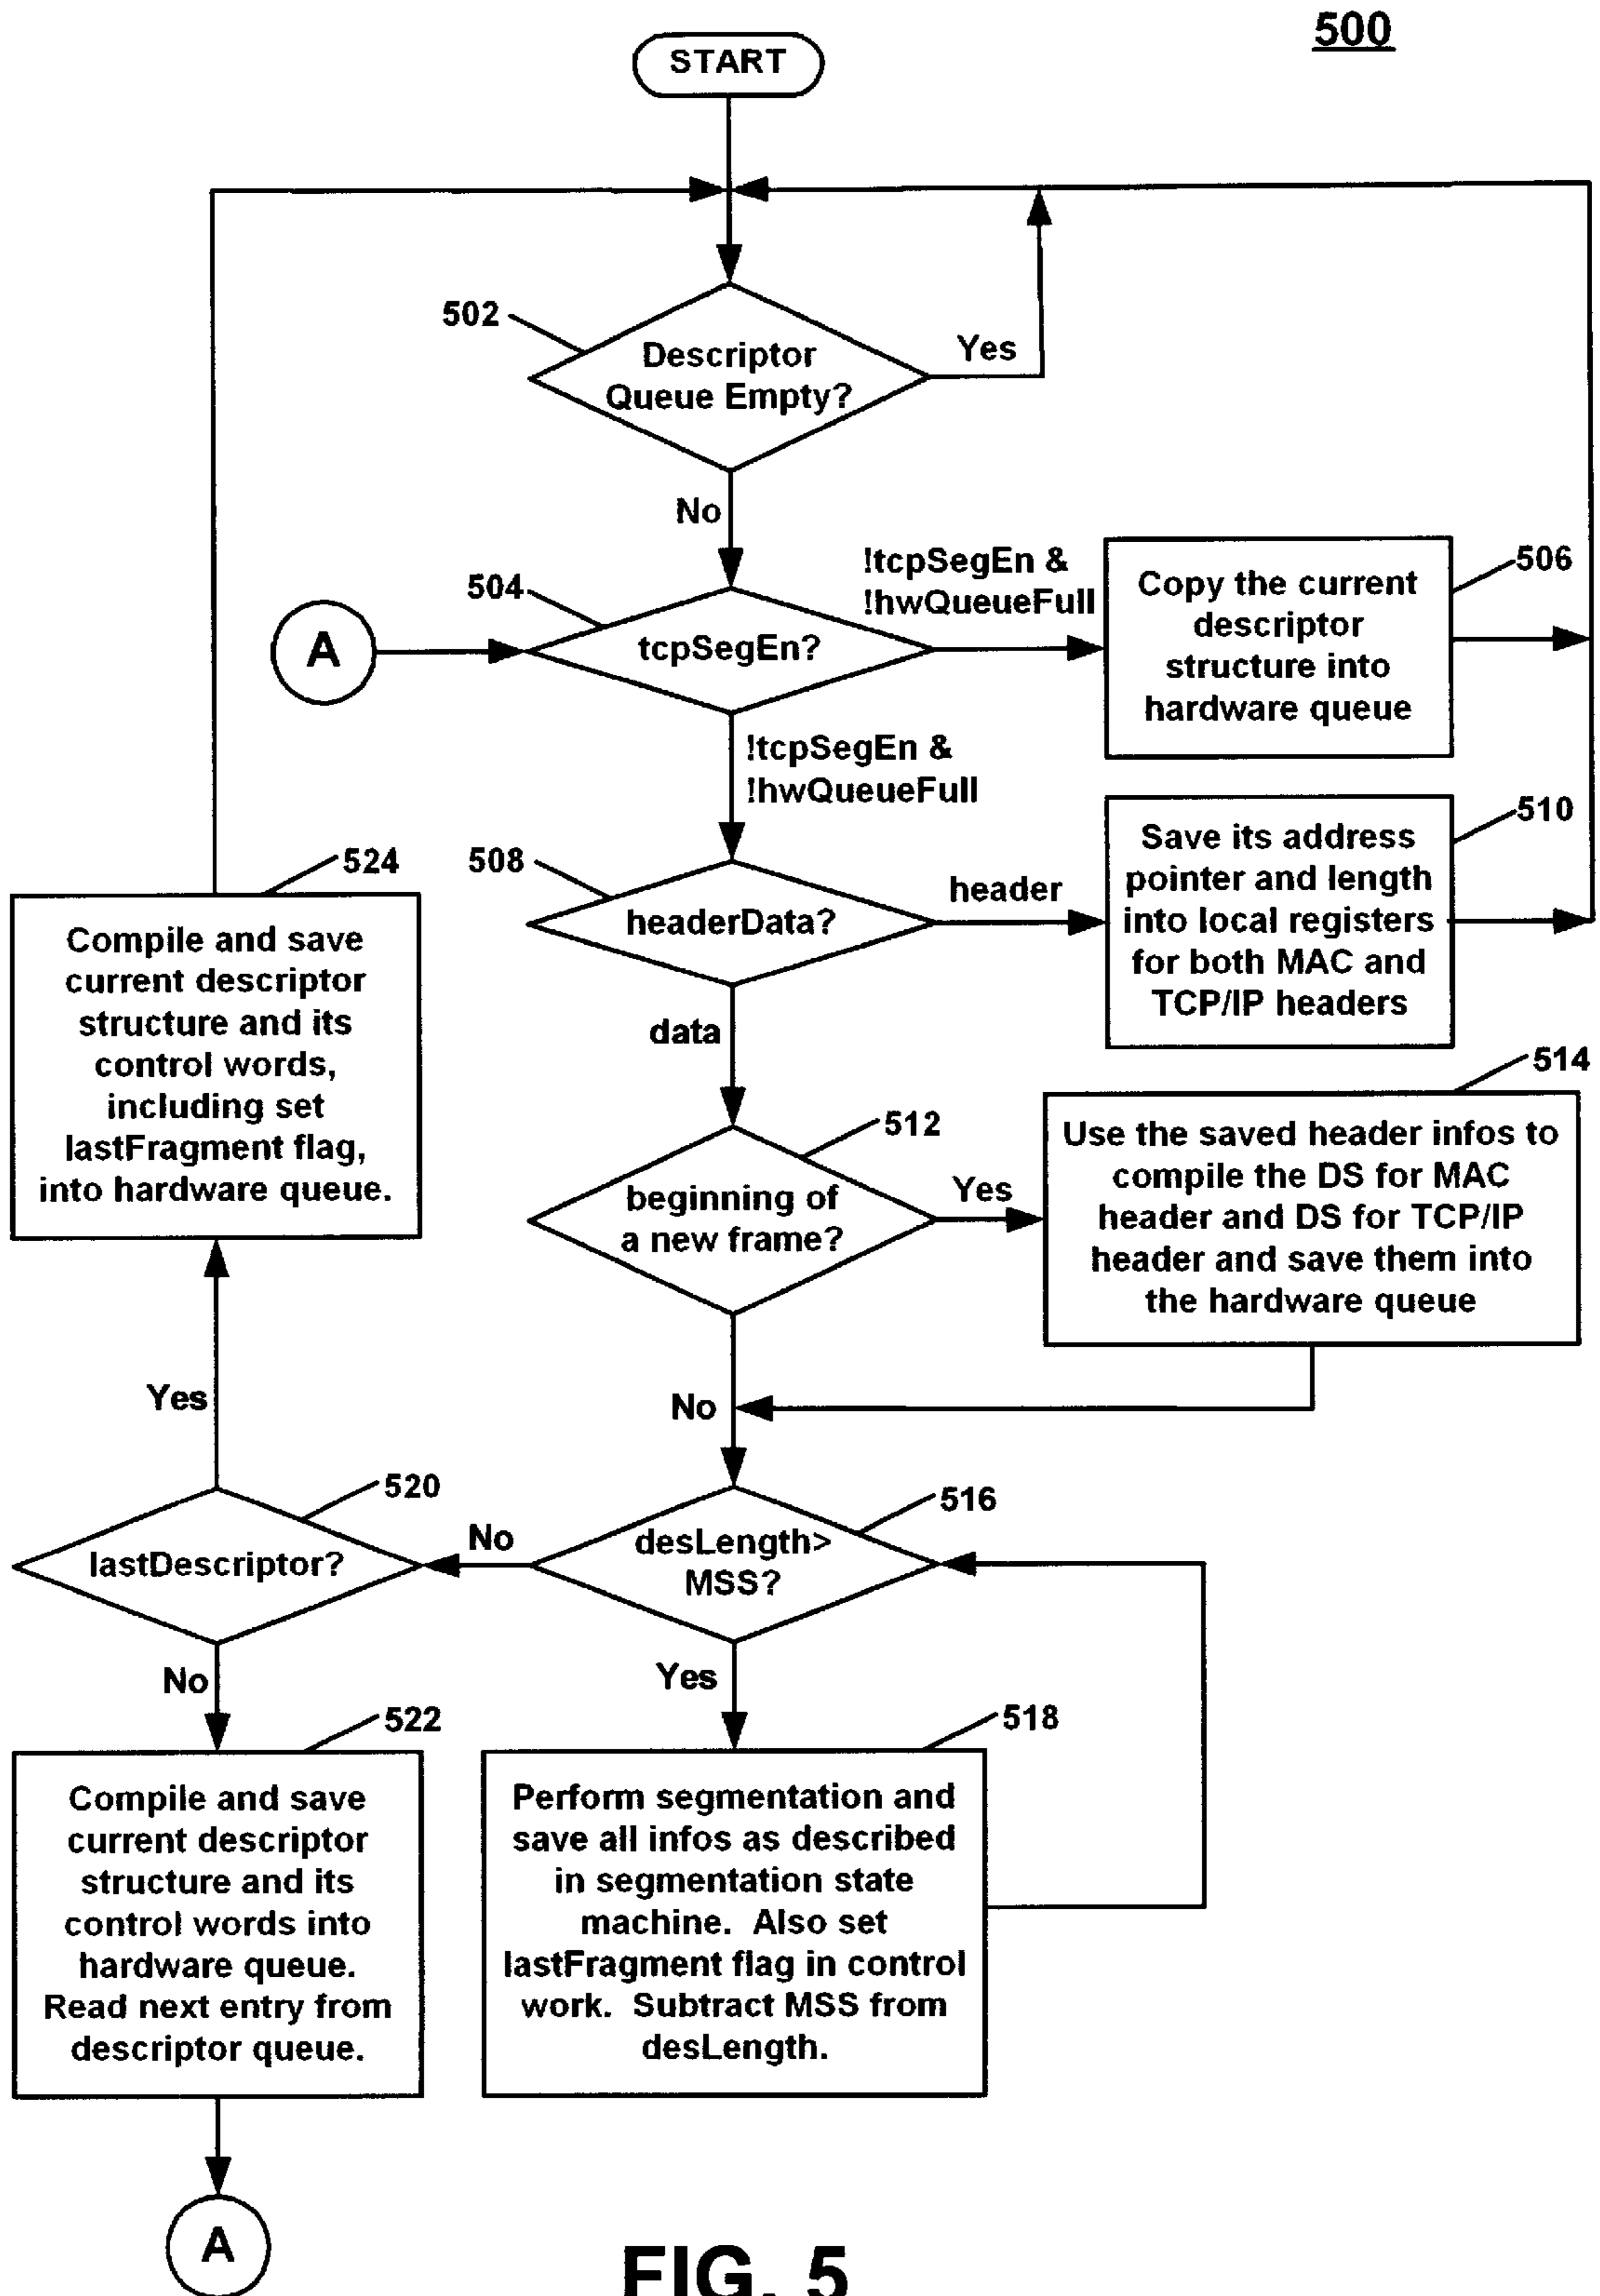 500
START
502
Descriptor
Queue Empty?
Yes
No
504
tcpSegEn?
A
!tcpSegEn &
!hwQueueFull
506
Copy the current
descriptor
structure into
hardware queue
!tcpSegEn &
!hwQueueFull
508
headerData?
header
510
Save its address
pointer and length
into local registers
for both MAC and
TCP/IP headers
data
524
Compile and save
current descriptor
structure and its
control words,
including set
lastFragment flag,
into hardware queue.
512
beginning of
a new frame?
Yes
514
Use the saved header infos to
compile the DS for MAC
header and DS for TCP/IP
header and save them into
the hardware queue
No
Yes
520
lastDescriptor?
No
516
desLength>
MSS?
No
Yes
522
Compile and save
current descriptor
structure and its
control words into
hardware queue.
Read next entry from
descriptor queue.
518
Perform segmentation and
save all infos as described
in segmentation state
machine. Also set
lastFragment flag in control
work. Subtract MSS from
desLength.
A
FIG. 5